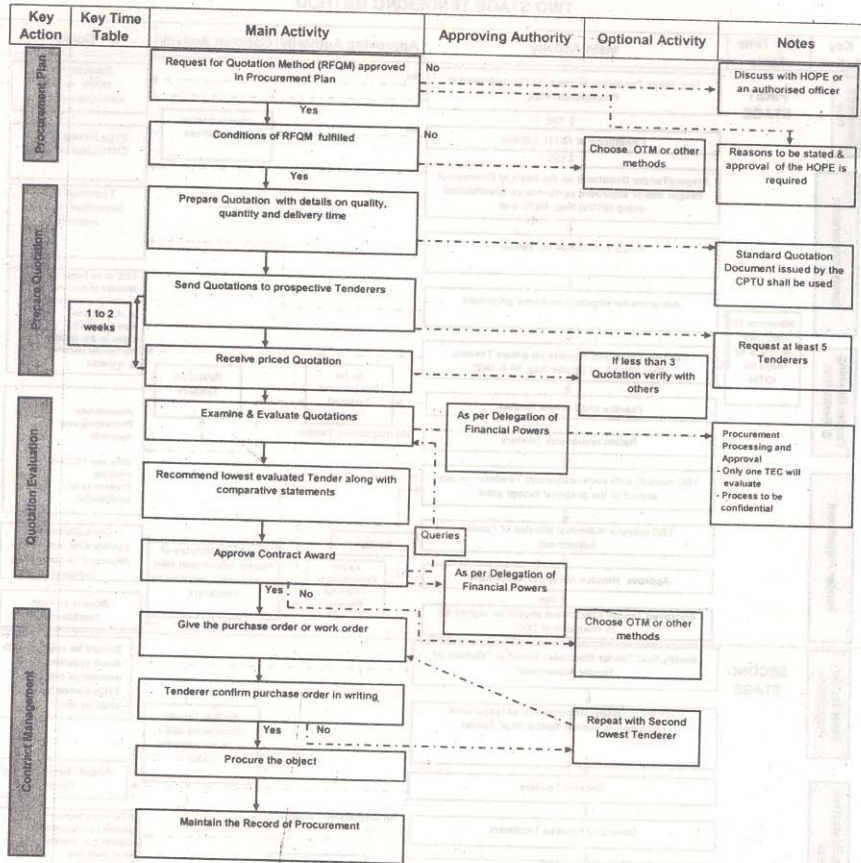 Key Action
Key Time Table
Main Activity
Approving Authority
Optional Activity
Notes
Procurement Plan
Request for Quotation Method (RFQM) approved
in Procurement Plan
No
Discuss with HOPE or
an authorised officer
Yes
Conditions of RFQM fulfilled
No
Choose OTM & other
methods
Reasons to be stated &
approval of the HOPE is
required
Yes
Prepare Quotation
Prepare Quotation with details on quality,
quantity and delivery time
Standard Quotation
Document issued by the
CPTU shall be used
Send Quotations to prospective Tenderers
1 to 2
weeks
Request at least 5
Tenderers
Receive priced Quotation
If less than 3
Quotation verify with
others
Quotation Evaluation
Examine & Evaluate Quotations
As per Delegation of
Financial Powers
Procurement
Processing and
Approval
- Only one TEC will
evaluate
- Process to be
confidential
Recommend lowest evaluated Tender along with
comparative statements
Queries
Approve Contract Award
As per Delegation of
Financial Powers
Yes
No
Contract Management
Give the purchase order or work order
Choose OTM or other
methods
Tenderer confirm purchase order in writing
Repeat with Second
lowest Tenderer
Yes
No
Procure the object
Maintain the Record of Procurement
TWO STAGE TENDERING METHOD
SECOND
STAGE